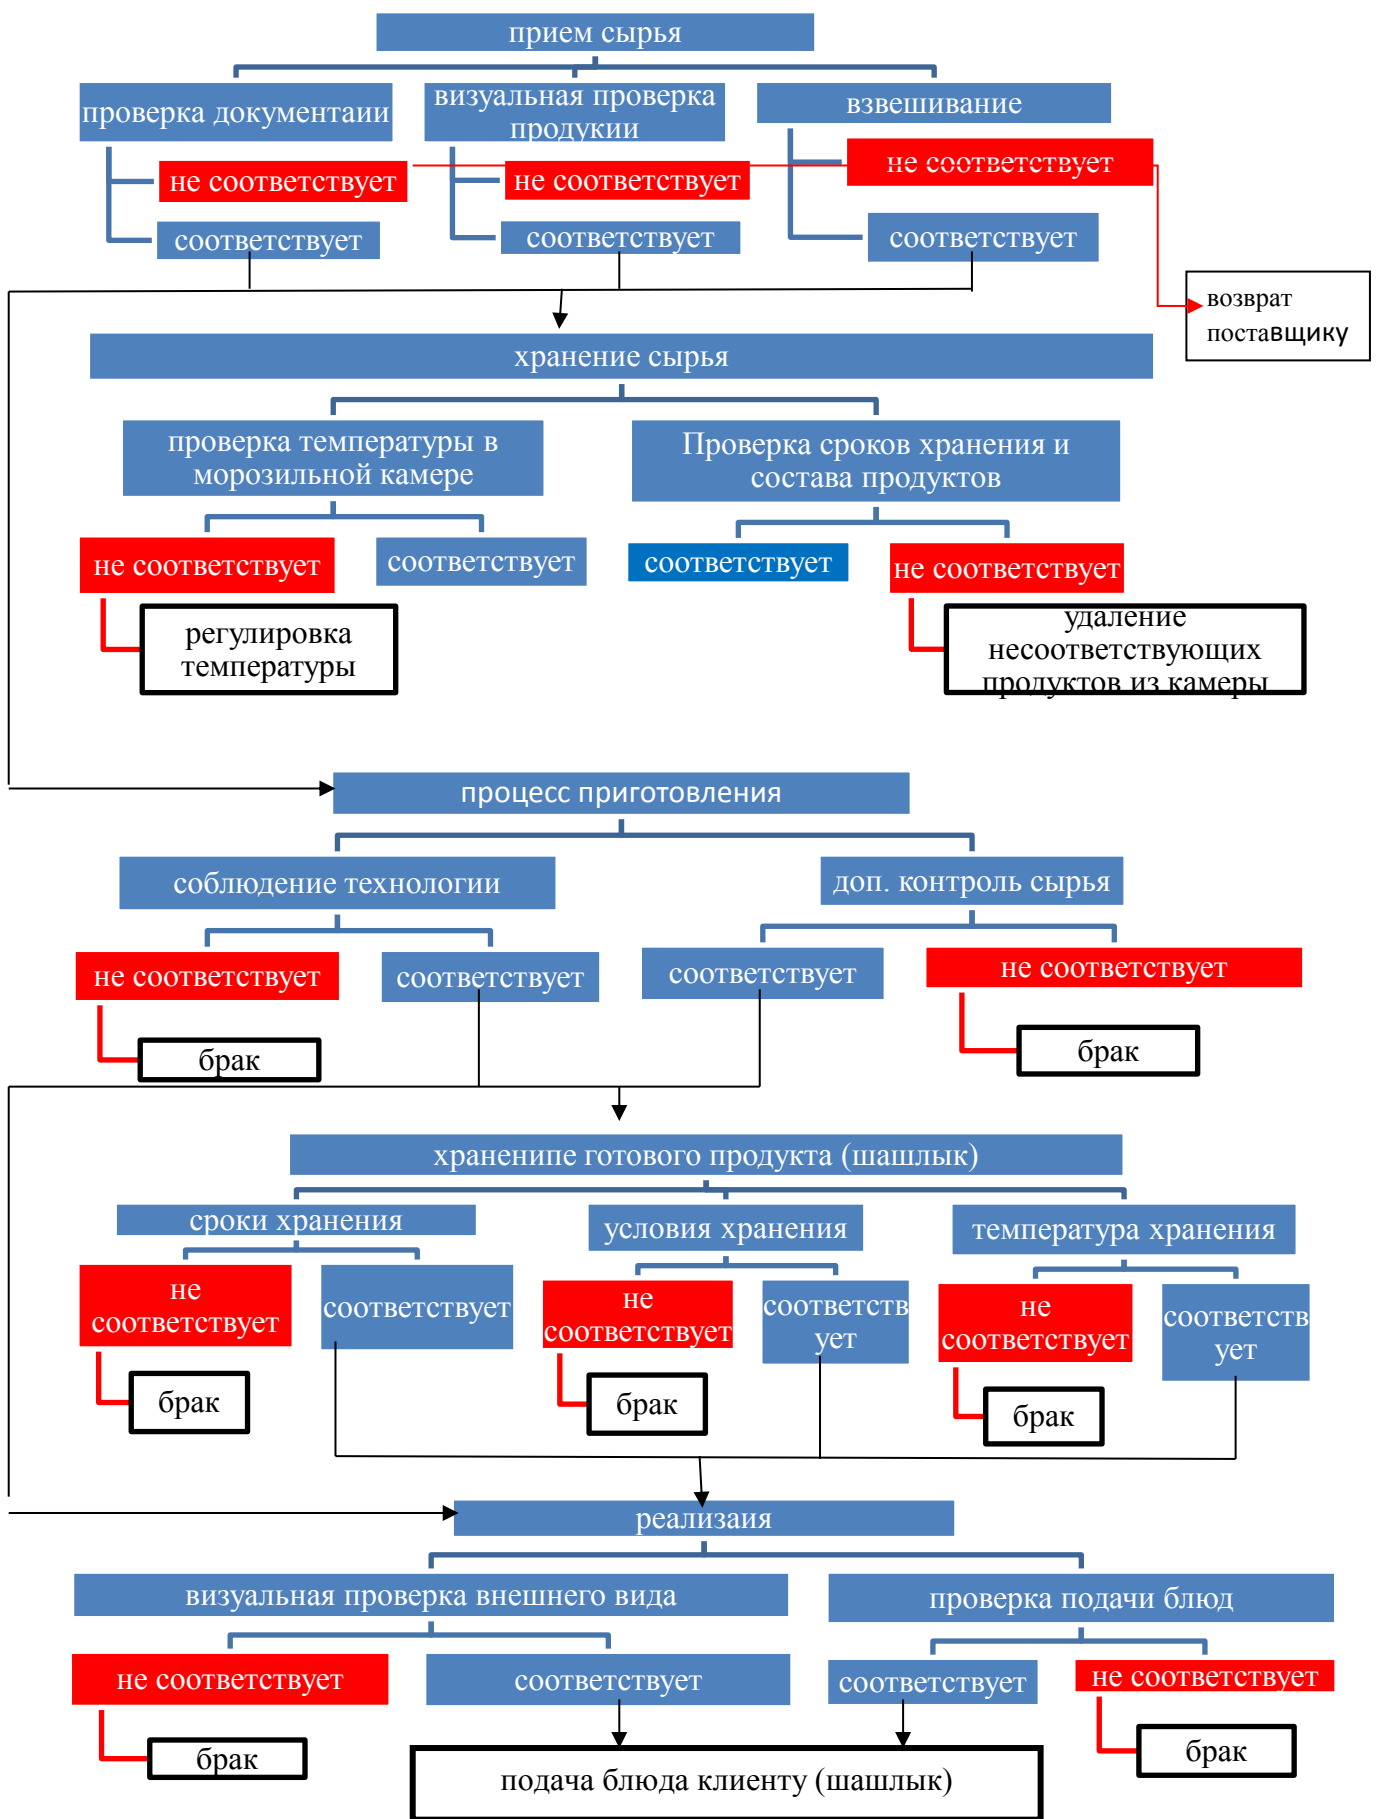 прием сырья
проверка документаии
визуальная проверка
продукии
взвешивание
не соответствует
не соответствует
не соответствует
соответствует
соответствует
соответствует
возврат
поставщику
хранение сырья
проверка температуры в
морозильной камере
Проверка сроков хранения и
состава продуктов
не соответствует
соответствует
соответствует
не соответствует
регулировка
температуры
удаление
несоответствующих
продуктов из камеры
процесс приготовления
соблюдение технологии
доп. контроль сырья
не соответствует
соответствует
соответствует
не соответствует
брак
брак
храненипе готового продукта (шашлык)
сроки хранения
условия хранения
температура хранения
не
соответствует
соответствует
не
соответствует
соответств
ует
не
соответствует
соответств
ует
брак
брак
брак
реализаия
визуальная проверка внешнего вида
проверка подачи блюд
не соответствует
соответствует
соответствует
не соответствует
брак
брак
подача блюда клиенту (шашлык)